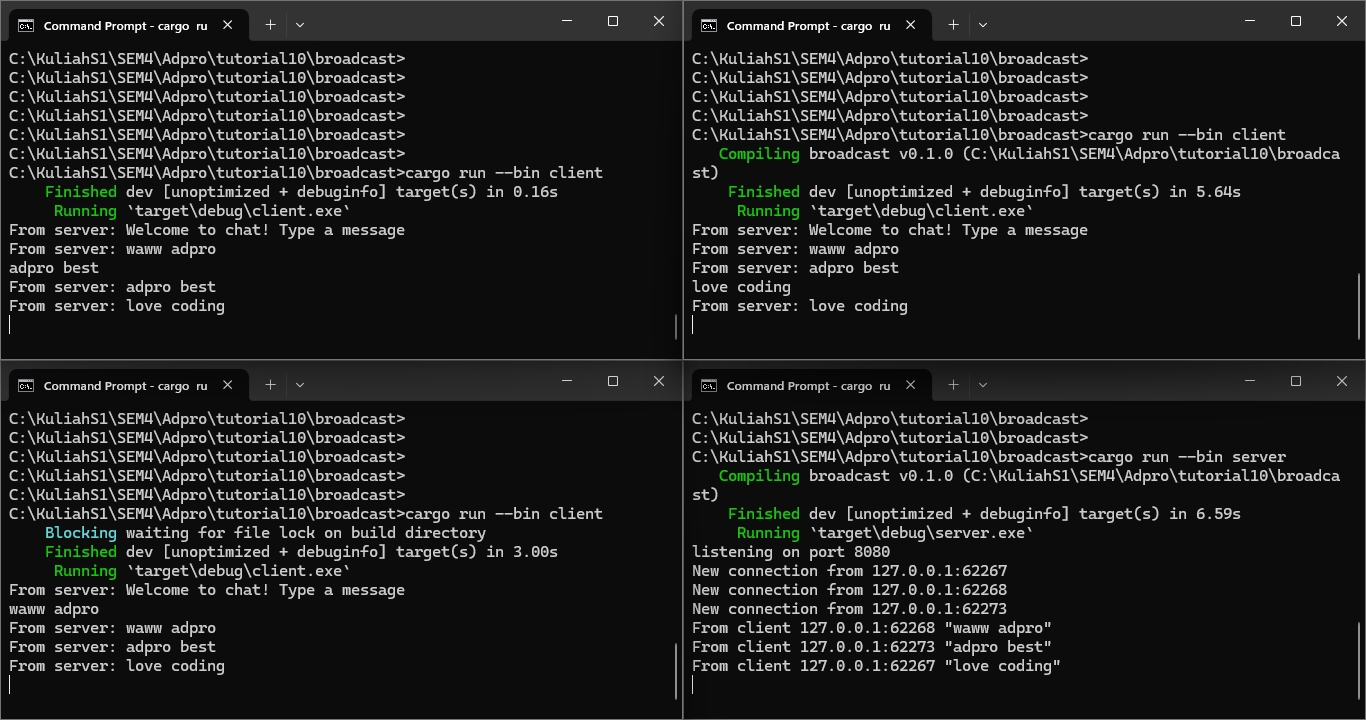 Command Prompt - cargo  ru
C:\KuliahS1\SEM4\Adpro\tutorial10\broadcast>
C:\KuliahS1\SEM4\Adpro\tutorial10\broadcast>
C:\KuliahS1\SEM4\Adpro\tutorial10\broadcast>
C:\KuliahS1\SEM4\Adpro\tutorial10\broadcast>
C:\KuliahS1\SEM4\Adpro\tutorial10\broadcast>
C:\KuliahS1\SEM4\Adpro\tutorial10\broadcast>
C:\KuliahS1\SEM4\Adpro\tutorial10\broadcast>cargo run --bin client
Finished dev [unoptimized + debuginfo] target(s) in 0.16s
Running `target\debug\client.exe`
From server: Welcome to chat! Type a message
From server: waww adpro
adpro best
From server: adpro best
From server: love coding
Command Prompt - cargo  ru
C:\KuliahS1\SEM4\Adpro\tutorial10\broadcast>
C:\KuliahS1\SEM4\Adpro\tutorial10\broadcast>
C:\KuliahS1\SEM4\Adpro\tutorial10\broadcast>
C:\KuliahS1\SEM4\Adpro\tutorial10\broadcast>
C:\KuliahS1\SEM4\Adpro\tutorial10\broadcast>cargo run --bin client
Compiling broadcast v0.1.0 (C:\KuliahS1\SEM4\Adpro\tutorial10\broadca
st)
Finished dev [unoptimized + debuginfo] target(s) in 5.64s
Running `target\debug\client.exe`
From server: Welcome to chat! Type a message
From server: waww adpro
From server: adpro best
love coding
From server: love coding
Command Prompt - cargo  ru
C:\KuliahS1\SEM4\Adpro\tutorial10\broadcast>
C:\KuliahS1\SEM4\Adpro\tutorial10\broadcast>
C:\KuliahS1\SEM4\Adpro\tutorial10\broadcast>
C:\KuliahS1\SEM4\Adpro\tutorial10\broadcast>
C:\KuliahS1\SEM4\Adpro\tutorial10\broadcast>
C:\KuliahS1\SEM4\Adpro\tutorial10\broadcast>cargo run --bin client
Blocking waiting for file lock on build directory
Finished dev [unoptimized + debuginfo] target(s) in 3.00s
Running `target\debug\client.exe`
From server: Welcome to chat! Type a message
waww adpro
From server: waww adpro
From server: adpro best
From server: love coding
Command Prompt - cargo  ru
C:\KuliahS1\SEM4\Adpro\tutorial10\broadcast>
C:\KuliahS1\SEM4\Adpro\tutorial10\broadcast>
C:\KuliahS1\SEM4\Adpro\tutorial10\broadcast>cargo run --bin server
Compiling broadcast v0.1.0 (C:\KuliahS1\SEM4\Adpro\tutorial10\broadca
st)
Finished dev [unoptimized + debuginfo] target(s) in 6.59s
Running `target\debug\server.exe`
listening on port 8080
New connection from 127.0.0.1:62267
New connection from 127.0.0.1:62268
New connection from 127.0.0.1:62273
From client 127.0.0.1:62268 "waww adpro"
From client 127.0.0.1:62273 "adpro best"
From client 127.0.0.1:62267 "love coding"